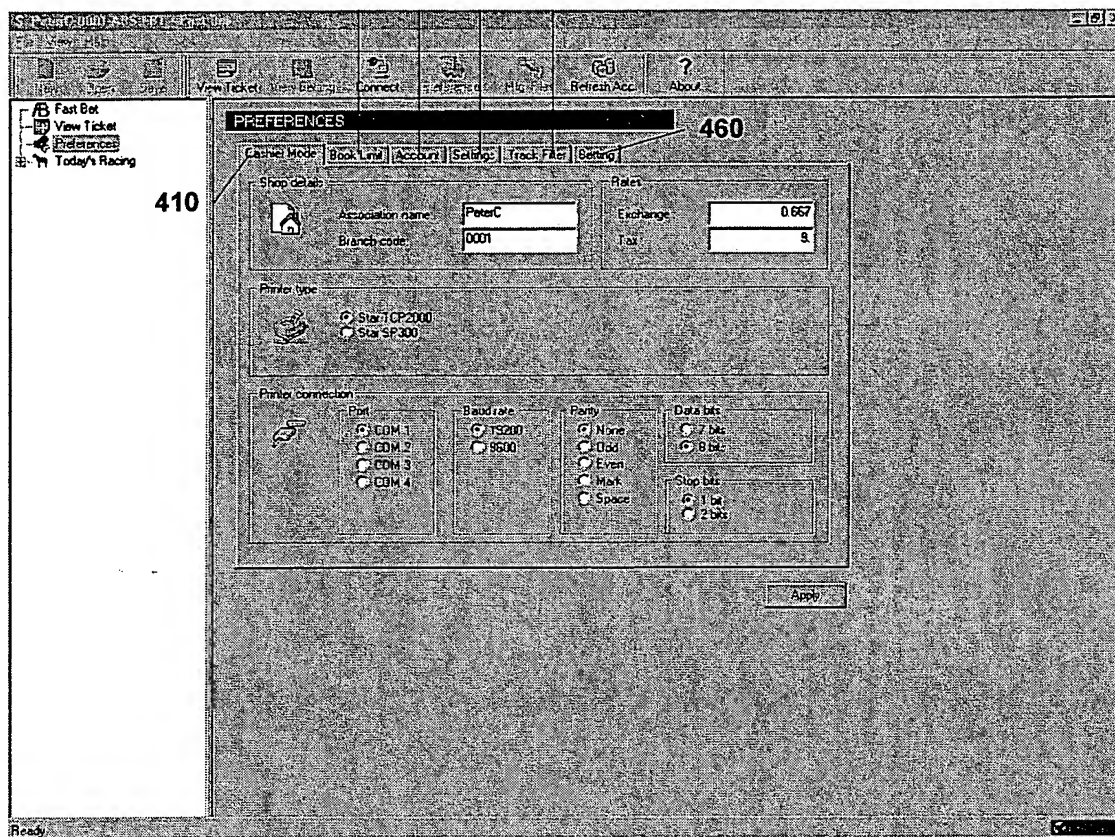 View Ticket
Connect
Refresh Acc.
About
Fast Bet
View Ticket
Preferences
Today's Racing
PREFERENCES
460
Cashier Mode Book Limit Account Settings Track Filter Betting
410
Shop details
Rates
Association name: PeterC
Exchange 0.667
Branch code: 0001
Tax 9.
Printer type
Star TCP2000
Star SP300
Printer connection
Port Baud rate Parity Data bits
COM 1 19200 None 7 bits
COM 2 9600 Odd 8 bits
COM 3 Even
COM 4 Mark Stop bits
Space 1 bit
2 bits
Apply
Ready